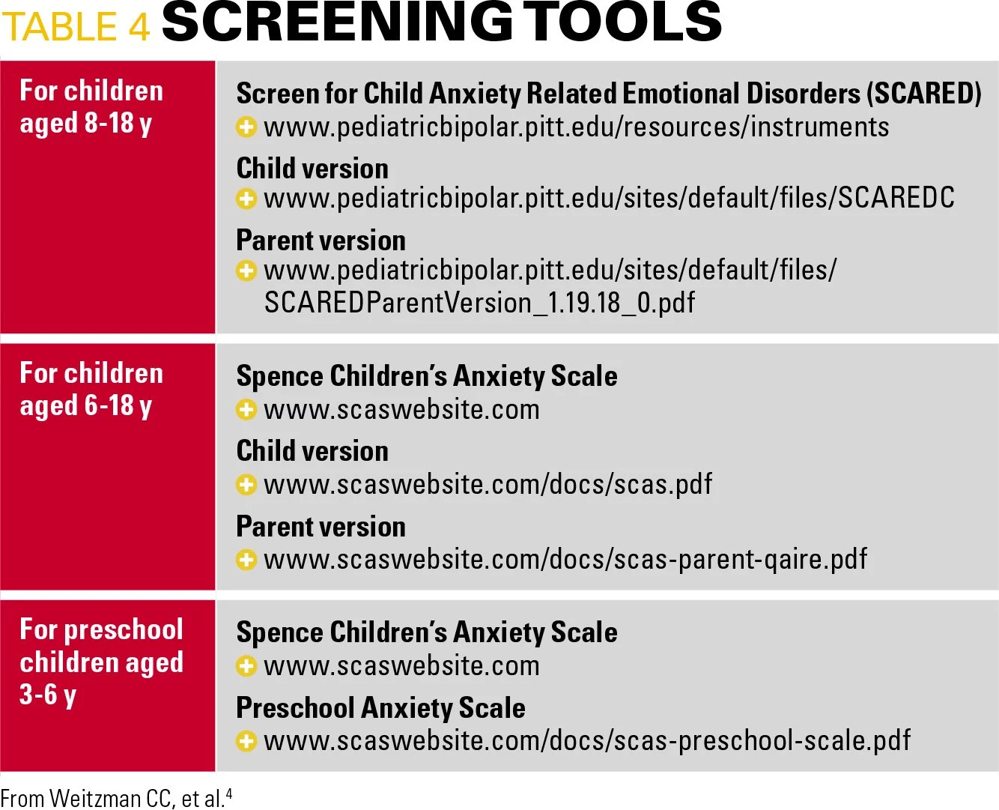 TABLE 4 SCREENING TOOLS
For children
aged 8-18 y
Screen for Child Anxiety Related Emotional Disorders (SCARED)
www.pediatricbipolar.pitt.edu/resources/instruments
Child version
www.pediatricbipolar.pitt.edu/sites/default/files/SCAREDC
Parent version
www.pediatricbipolar.pitt.edu/sites/default/files/
SCAREDParentVersion_1.19.18_0.pdf
For children
aged 6-18 y
Spence Children’s Anxiety Scale
www.scaswebsite.com
Child version
www.scaswebsite.com/docs/scas.pdf
Parent version
www.scaswebsite.com/docs/scas-parent-qaire.pdf
For preschool
children aged
3-6 y
Spence Children’s Anxiety Scale
www.scaswebsite.com
Preschool Anxiety Scale
www.scaswebsite.com/docs/scas-preschool-scale.pdf
From Weitzman CC, et al.⁴